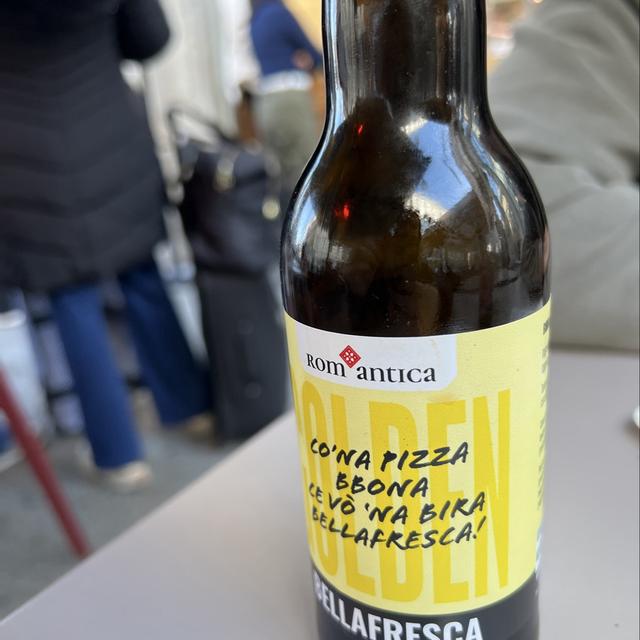 ROM antica
GOLDEN
CO'NA PIZZA
BBONA
CE VÒ 'NA BIRA
BELLAFRESCA!
BELLAFRESCA